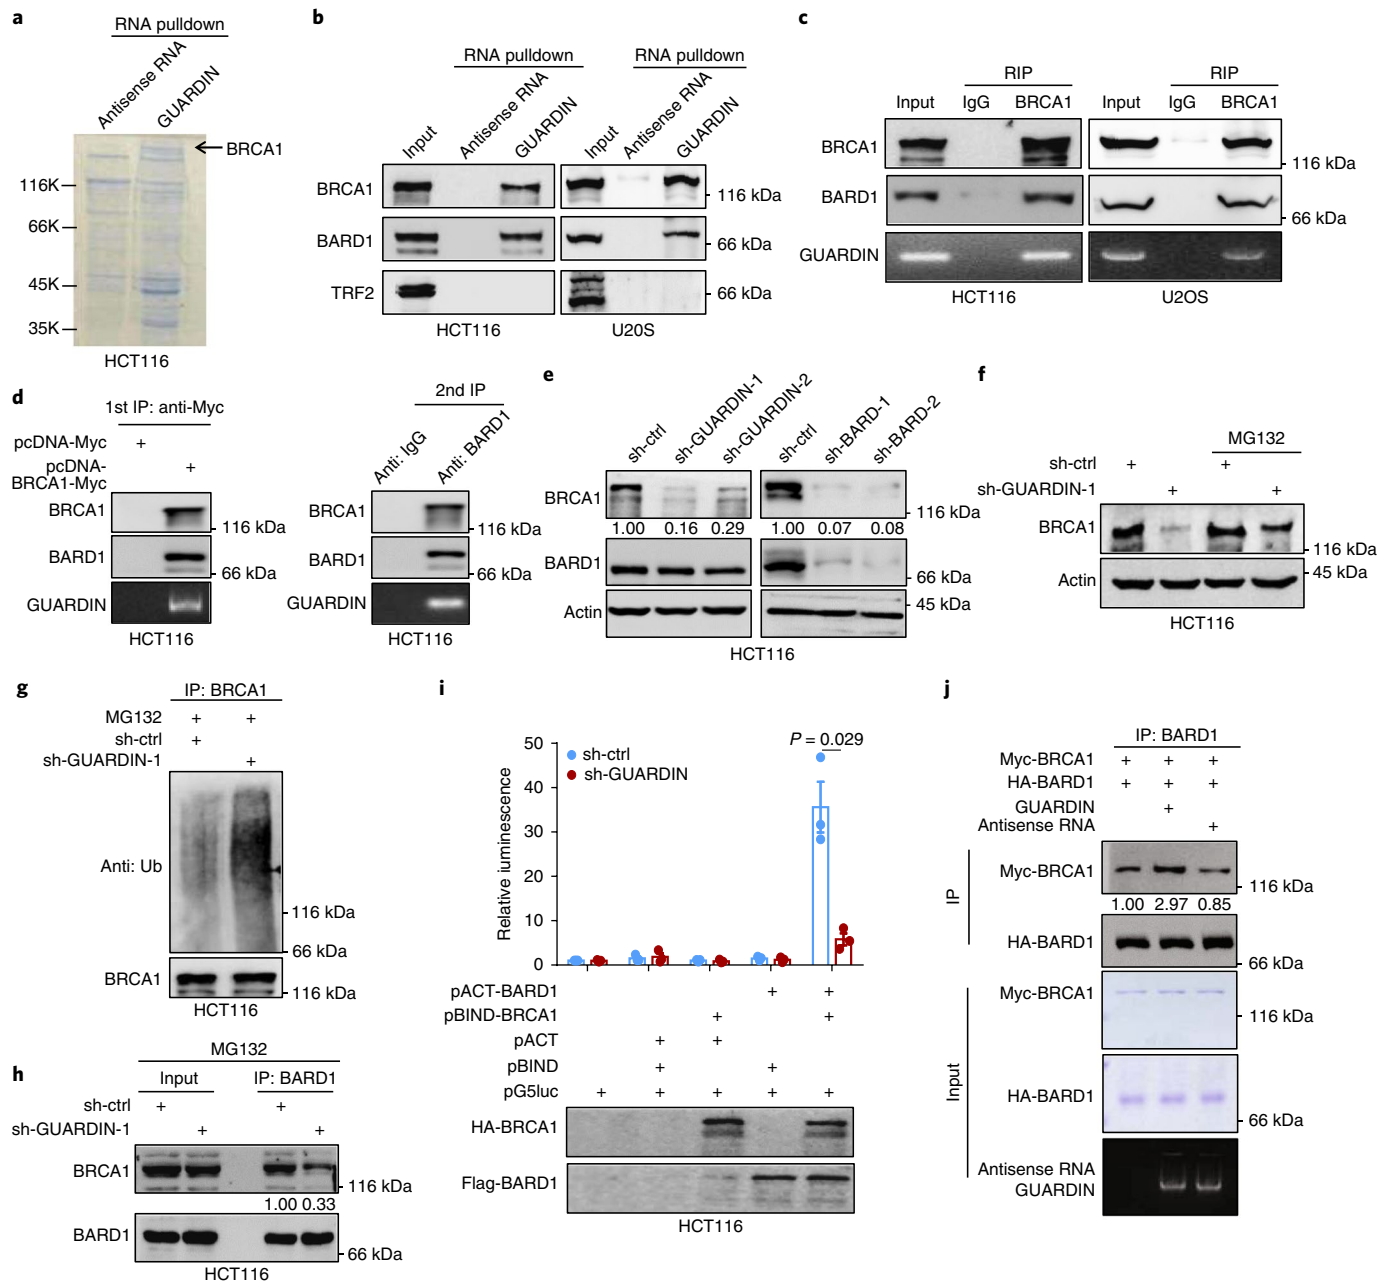 a
RNA pulldown
Antisense RNA
GUARDIN
BRCA1
116K
66K
45K
35K
HCT116
b
RNA pulldown
RNA pulldown
Input
Antisense RNA
GUARDIN
Input
Antisense RNA
GUARDIN
BRCA1
116 kDa
BARD1
66 kDa
TRF2
66 kDa
HCT116
U20S
c
RIP
RIP
Input
IgG
BRCA1
Input
IgG
BRCA1
BRCA1
116 kDa
BARD1
66 kDa
GUARDIN
HCT116
U2OS
d
1st IP: anti-Myc
pcDNA-Myc
+
pcDNA-
BRCA1-Myc
+
BRCA1
116 kDa
BARD1
66 kDa
GUARDIN
HCT116
2nd IP
Anti: IgG
Anti: BARD1
BRCA1
116 kDa
BARD1
66 kDa
GUARDIN
HCT116
e
sh-ctrl
sh-GUARDIN-1
sh-GUARDIN-2
sh-ctrl
sh-BARD-1
sh-BARD-2
BRCA1
116 kDa
1.00 0.16 0.29 1.00 0.07 0.08
BARD1
66 kDa
45 kDa
Actin
HCT116
f
MG132
sh-ctrl + +
sh-GUARDIN-1 + +
BRCA1
116 kDa
45 kDa
Actin
HCT116
g
IP: BRCA1
MG132 + +
sh-ctrl +
sh-GUARDIN-1 +
Anti: Ub
116 kDa
66 kDa
BRCA1
116 kDa
HCT116
h
MG132
Input IP: BARD1
sh-ctrl + +
sh-GUARDIN-1 + +
BRCA1
116 kDa
1.00 0.33
BARD1
66 kDa
HCT116
i
P = 0.029
sh-ctrl
sh-GUARDIN
Relative iuminescence
50
40
30
20
10
0
pACT-BARD1 + +
pBIND-BRCA1 + +
pACT + +
pBIND + +
pG5luc + + + + +
HA-BRCA1
Flag-BARD1
HCT116
j
IP: BARD1
Myc-BRCA1 + + +
HA-BARD1 + + +
GUARDIN +
Antisense RNA +
IP
Myc-BRCA1
116 kDa
1.00 2.97 0.85
HA-BARD1
66 kDa
Input
Myc-BRCA1
116 kDa
HA-BARD1
66 kDa
Antisense RNA
GUARDIN